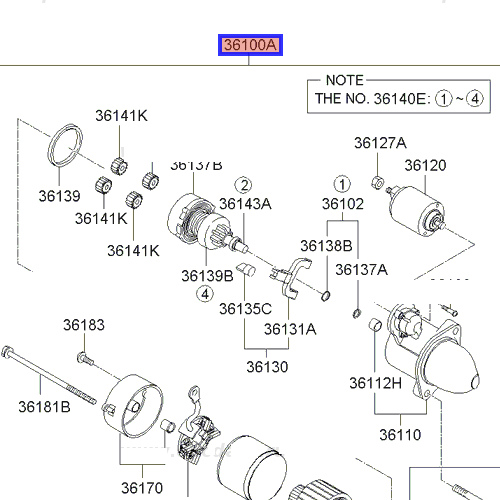 36100A
NOTE
THE NO. 36140E: ① ~ ④
36141K
36127A
36137B
36120
36139
②
36143A
①
36102
36141K
36141K
36138B
36139B
④
36137A
36135C
36131A
36183
36130
36112H
36181B
36110
36170